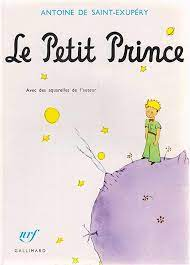 ANTOINE DE SAINT-EXUPÉRY
Le Petit Prince
Avec des aquarelles de l'auteur
nrf
GALLIMARD